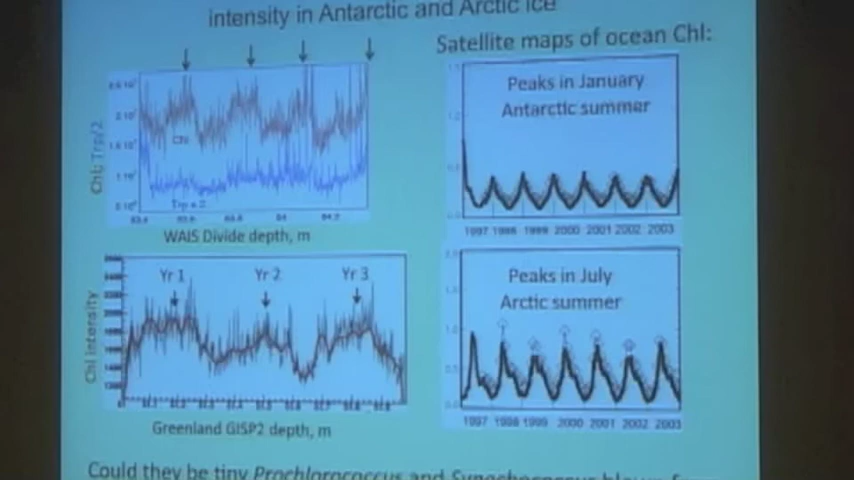 intensity in Antarctic and Arctic ice
Satellite maps of ocean Chl:
Peaks in January
Antarctic summer
Chl; Trp/2
Chl
WAIS Divide depth, m
1997 1998 1999 2000 2001 2002 2003
Yr 1 Yr 2 Yr 3
Chl intensity
Greenland GISP2 depth, m
Peaks in July
Arctic summer
1997 1998 1999 2000 2001 2002 2003
Could they be tiny Prochlorococcus and Synechococcus blown